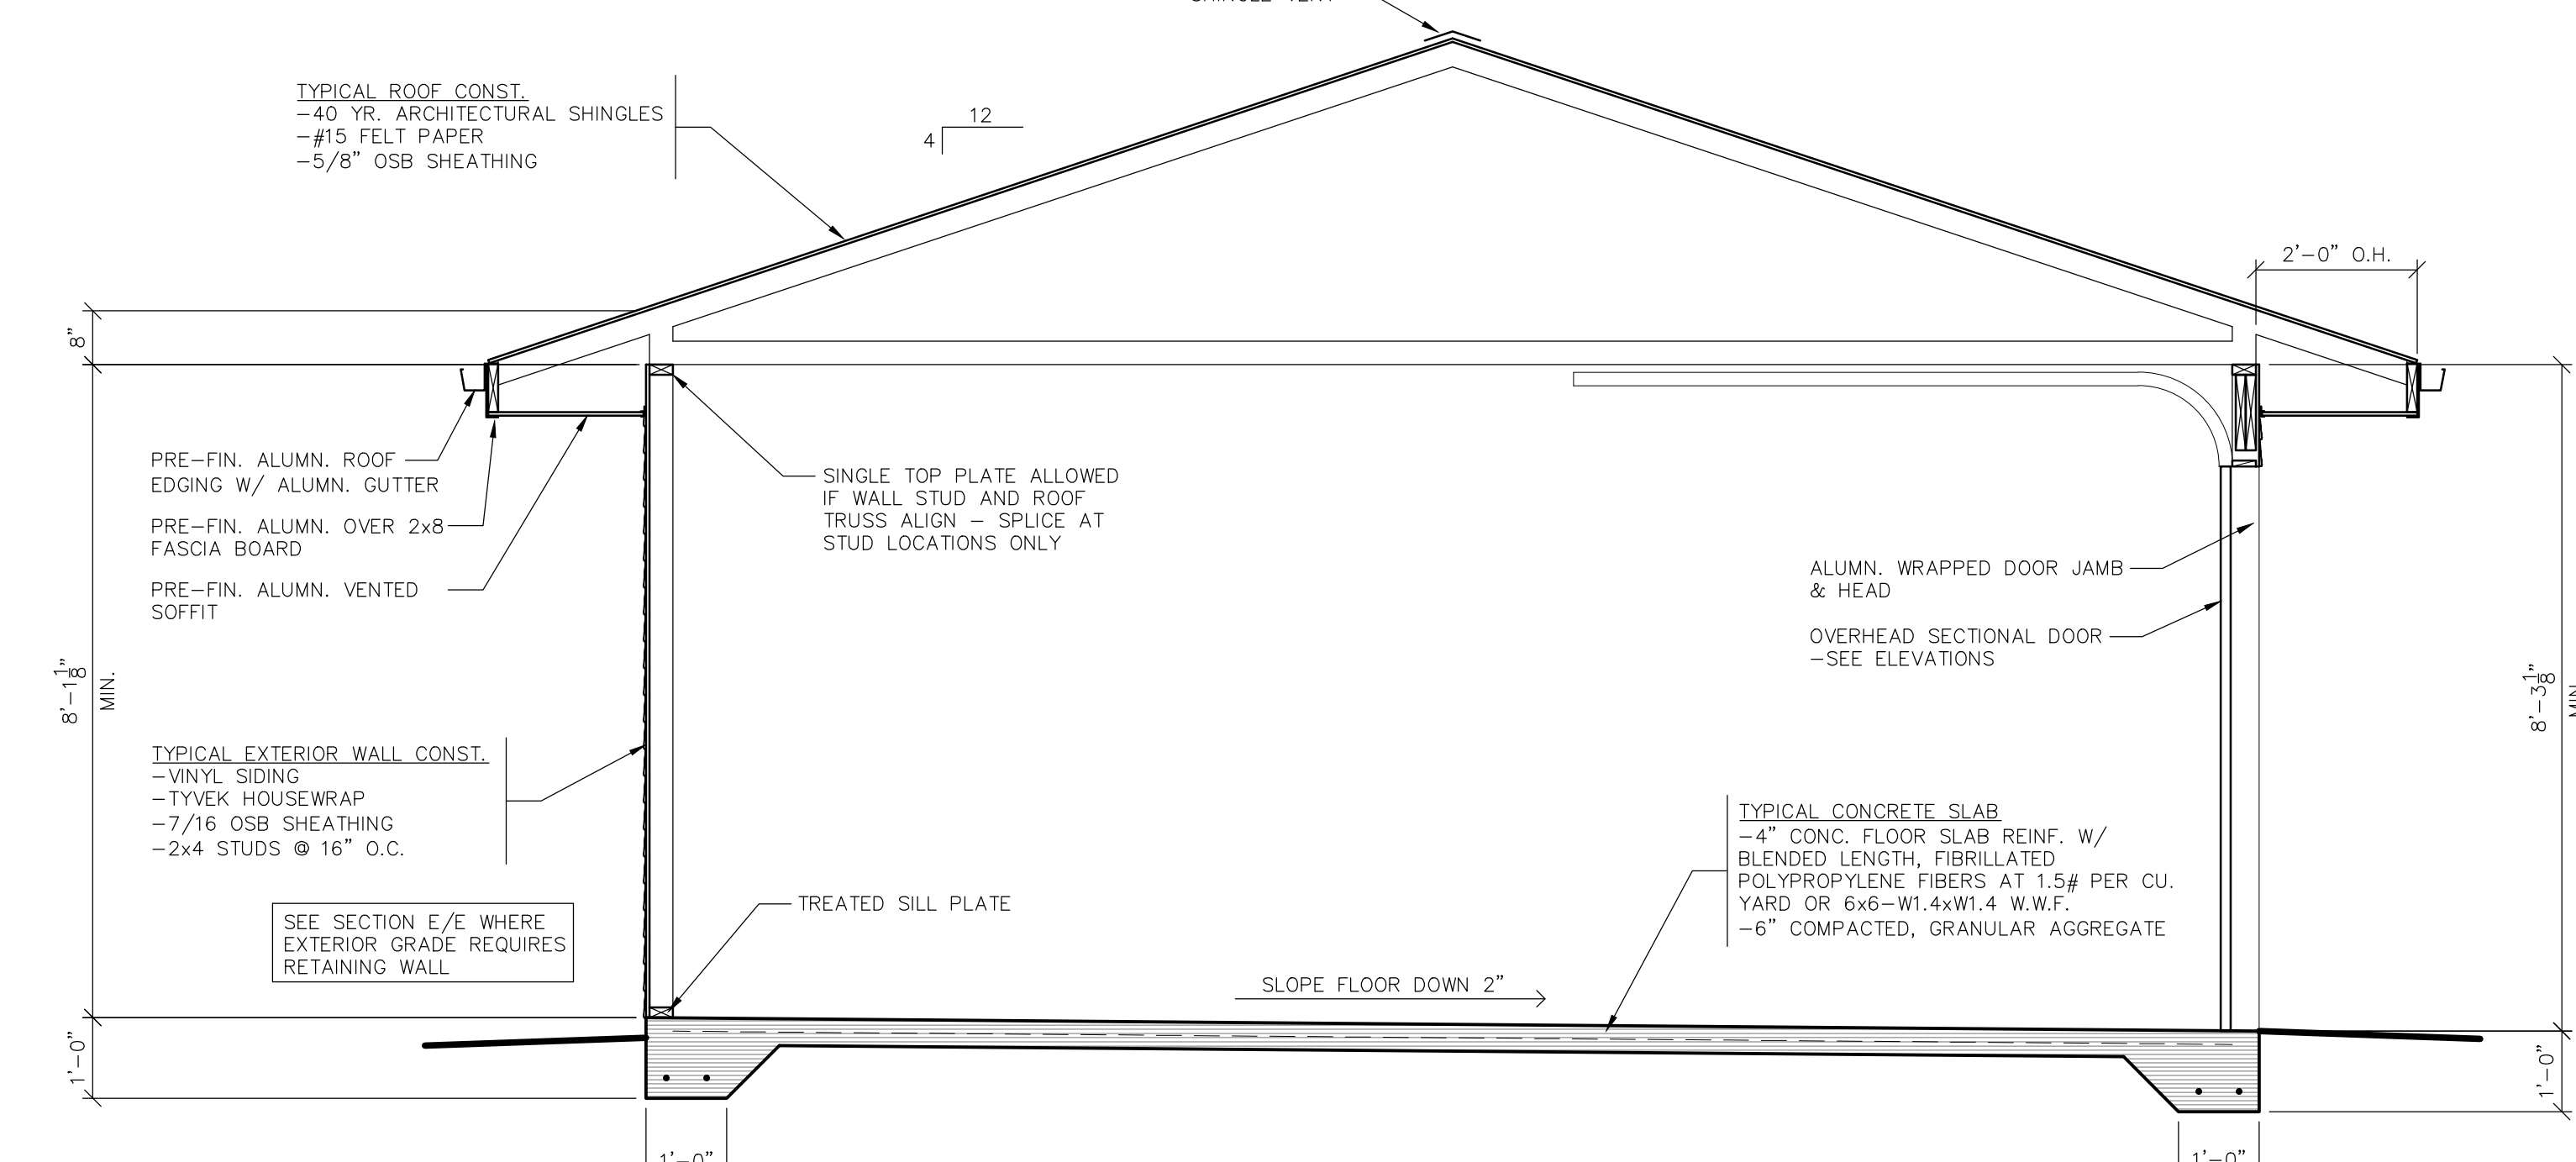 SHINGLE VENT
TYPICAL ROOF CONST.
-40 YR. ARCHITECTURAL SHINGLES
-#15 FELT PAPER
-5/8" OSB SHEATHING
12
4
2'-0" O.H.
8"
PRE-FIN. ALUMN. ROOF
EDGING W/ ALUMN. GUTTER
PRE-FIN. ALUMN. OVER 2x8
FASCIA BOARD
PRE-FIN. ALUMN. VENTED
SOFFIT
SINGLE TOP PLATE ALLOWED
IF WALL STUD AND ROOF
TRUSS ALIGN - SPLICE AT
STUD LOCATIONS ONLY
ALUMN. WRAPPED DOOR JAMB
& HEAD
OVERHEAD SECTIONAL DOOR
-SEE ELEVATIONS
8'-1 1/8"
MIN.
8'-3 1/8"
MIN.
TYPICAL EXTERIOR WALL CONST.
-VINYL SIDING
-TYVEK HOUSEWRAP
-7/16 OSB SHEATHING
-2x4 STUDS @ 16" O.C.
SEE SECTION E/E WHERE
EXTERIOR GRADE REQUIRES
RETAINING WALL
TREATED SILL PLATE
TYPICAL CONCRETE SLAB
-4" CONC. FLOOR SLAB REINF. W/
BLENDED LENGTH, FIBRILLATED
POLYPROPYLENE FIBERS AT 1.5# PER CU.
YARD OR 6x6-W1.4xW1.4 W.W.F.
-6" COMPACTED, GRANULAR AGGREGATE
SLOPE FLOOR DOWN 2"
1'-0"
1'-0"
1'-0"
1'-0"